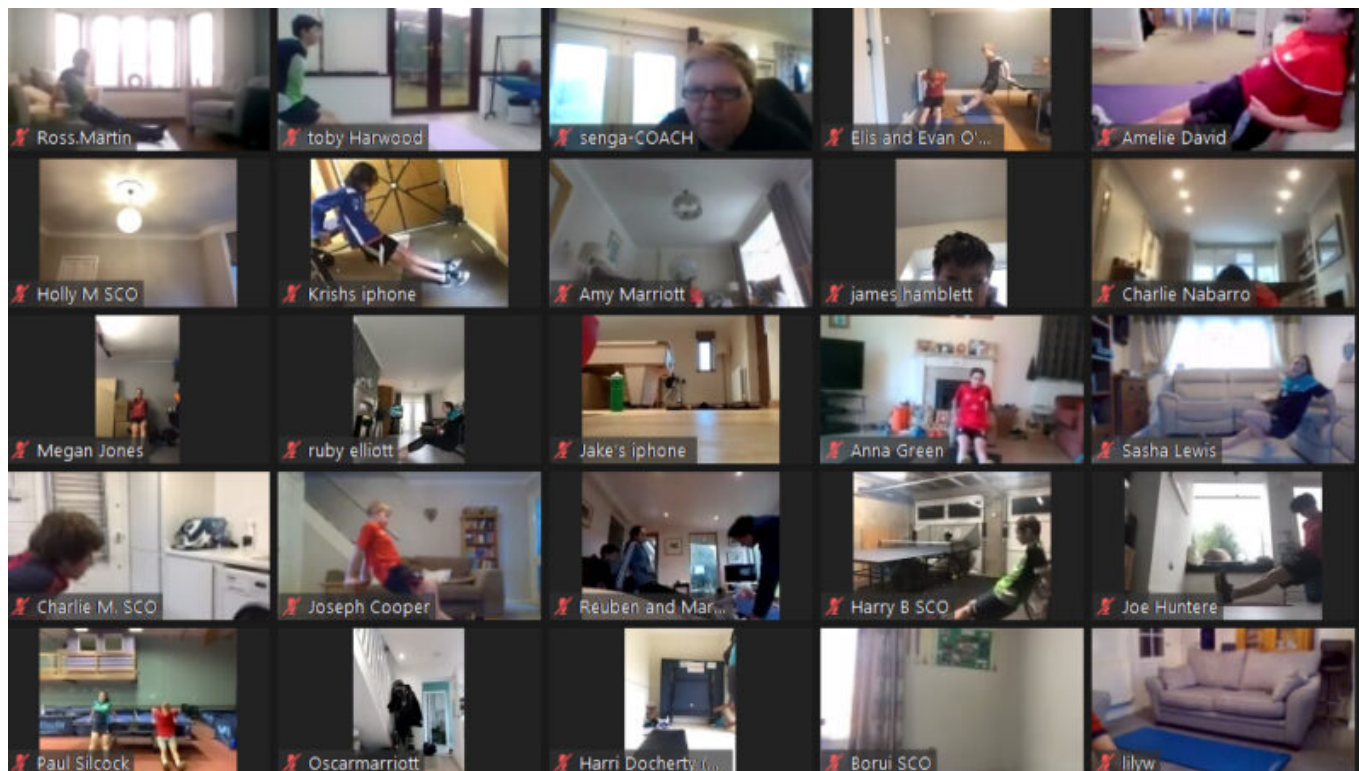 Ross.Martin
toby Harwood
senga-COACH
Elis and Evan O'...
Amelie David
Holly M SCO
Krishs iphone
Amy Marriott
james hamblett
Charlie Nabarro
Megan Jones
ruby elliott
Jake's iphone
Anna Green
Sasha Lewis
Charlie M. SCO
Joseph Cooper
Reuben and Mar...
Harry B SCO
Joe Huntere
Paul Silcock
Oscarmarriott
Harri Docherty (...
Borui SCO
lilyw